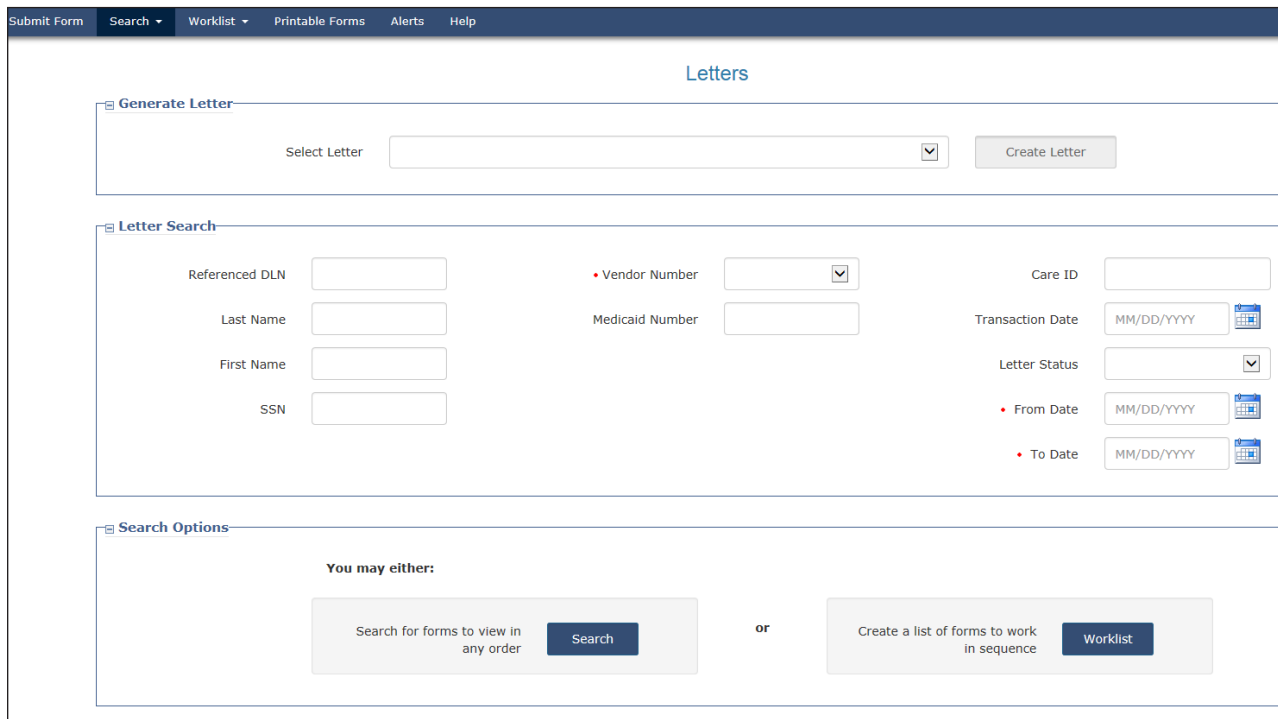 Submit Form Search Worklist Printable Forms Alerts Help
Letters
Generate Letter
Select Letter Create Letter
Letter Search
Referenced DLN • Vendor Number Care ID
Last Name Medicaid Number Transaction Date MM/DD/YYYY
First Name Letter Status
SSN • From Date MM/DD/YYYY
• To Date MM/DD/YYYY
Search Options
You may either:
Search for forms to view in
any order
Search
or
Create a list of forms to work
in sequence
Worklist